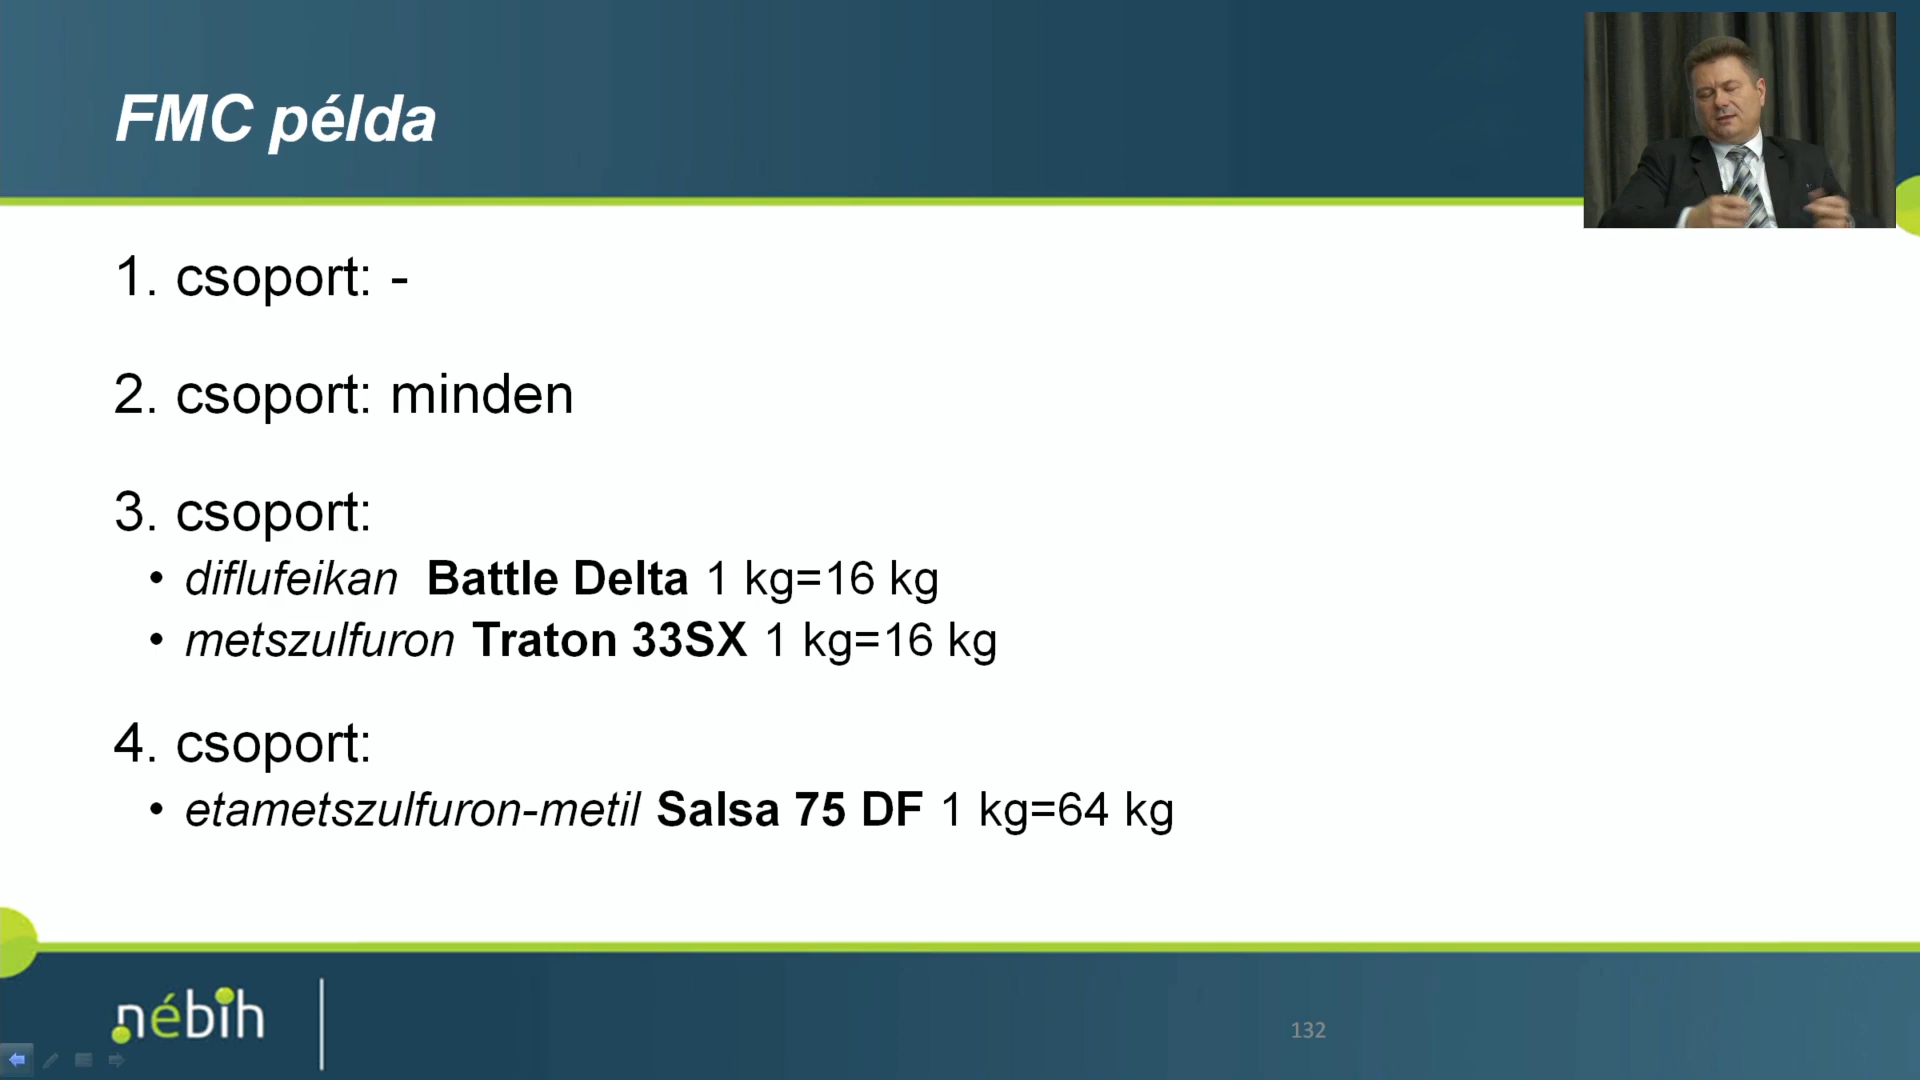 FMC példa
1. csoport: -
2. csoport: minden
3. csoport:
• diflufeikan Battle Delta 1 kg=16 kg
• metszulfuron Traton 33SX 1 kg=16 kg
4. csoport:
• etametszulfuron-metil Salsa 75 DF 1 kg=64 kg
nébih
132